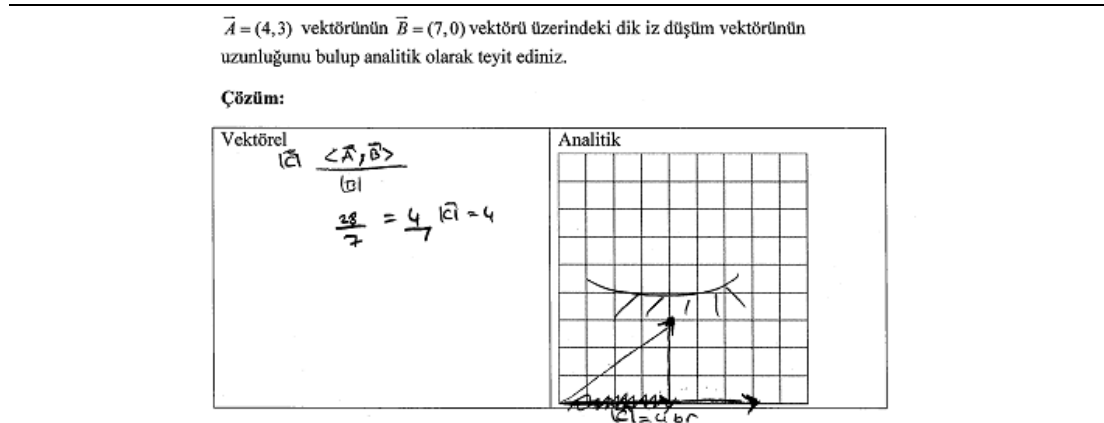 A⃗ = (4,3) vektörünün B⃗ = (7,0) vektörü üzerindeki dik iz düşüm vektörünün
uzunluğunu bulup analitik olarak teyit ediniz.
Çözüm:
Vektörel
|C⃗| <A⃗,B⃗>
|B|
28/7 = 4 |C⃗| = 4
Analitik
|C⃗| = 4 br